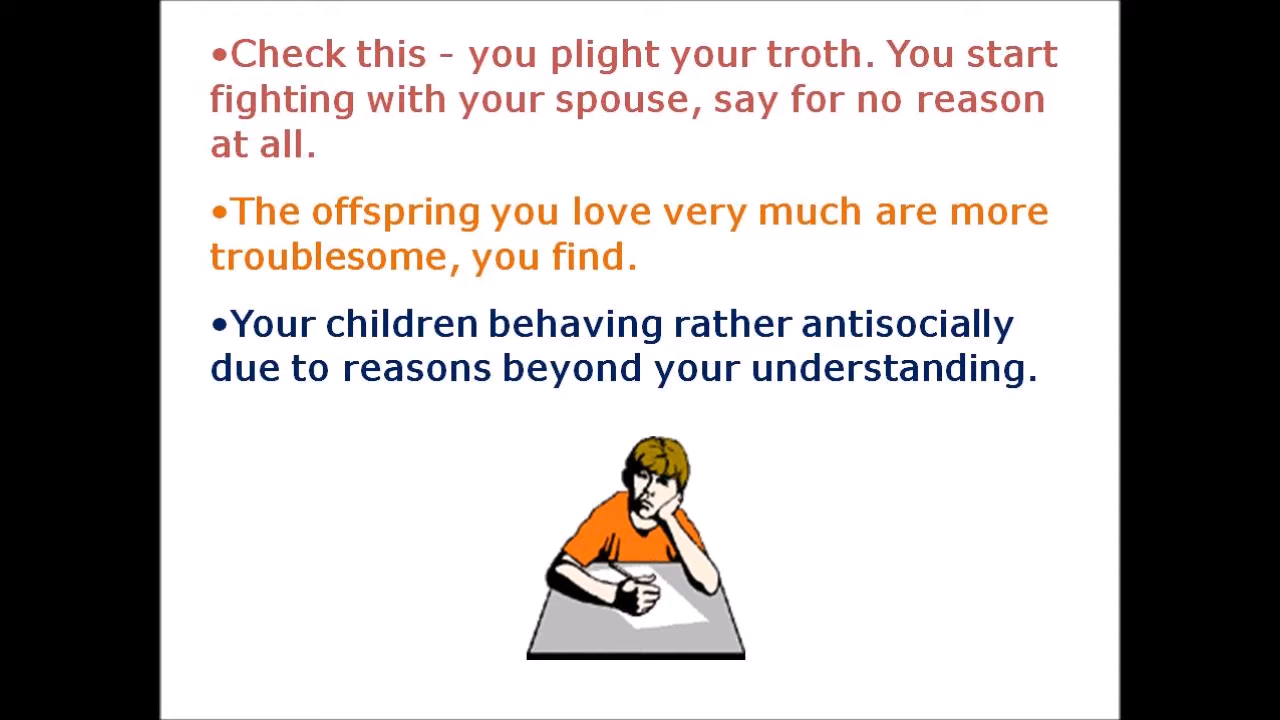 •Check this - you plight your troth. You start
fighting with your spouse, say for no reason
at all.
•The offspring you love very much are more
troublesome, you find.
•Your children behaving rather antisocially
due to reasons beyond your understanding.